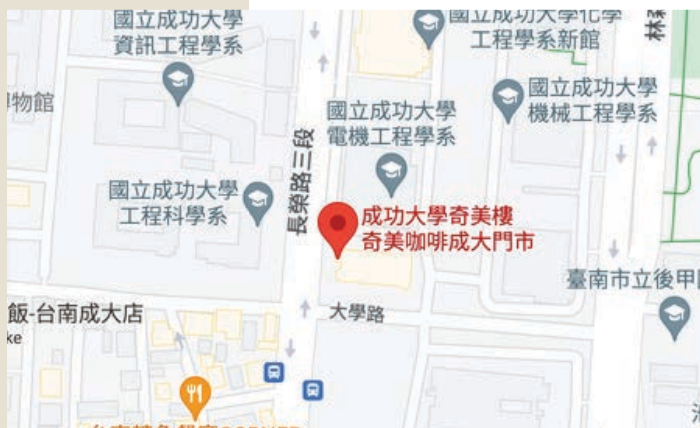 國立成功大學化學
工程學系新館
國立成功大學
資訊工程學系
國立成功大學
機械工程學系
博物館
國立成功大學
電機工程學系
國立成功大學
工程科學系
長榮路三段
成功大學奇美樓
奇美咖啡成大門市
臺南市立後甲
飯-台南成大店
ke
大學路